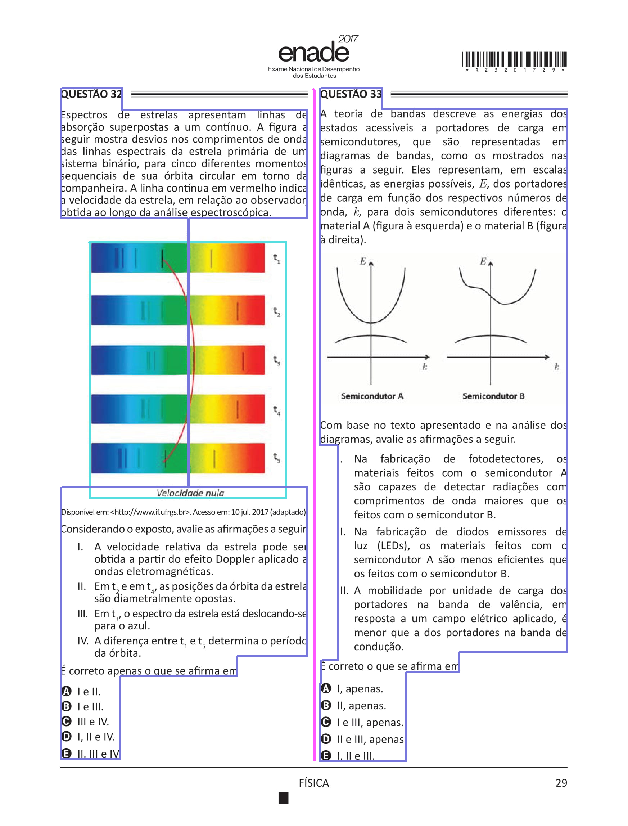 enade 2017
Exame Nacional de Desempenho
dos Estudantes
QUESTÃO 32
Espectros de estrelas apresentam linhas de
absorção superpostas a um contínuo. A figura a
seguir mostra desvios nos comprimentos de onda
das linhas espectrais da estrela primária de um
sistema binário, para cinco diferentes momentos
sequenciais de sua órbita circular em torno da
companheira. A linha contínua em vermelho indica
a velocidade da estrela, em relação ao observador
obtida ao longo da análise espectroscópica.
t1
t2
t3
t4
t5
Velocidade nula
Disponível em: <http://www.if.ufrgs.br>. Acesso em: 10 jul. 2017 (adaptado)
Considerando o exposto, avalie as afirmações a seguir
I. A velocidade relativa da estrela pode ser
obtida a partir do efeito Doppler aplicado a
ondas eletromagnéticas.
II. Em t2 e em t4, as posições da órbita da estrela
são diametralmente opostas.
III. Em t1, o espectro da estrela está deslocando-se
para o azul.
IV. A diferença entre t1 e t5 determina o período
da órbita.
É correto apenas o que se afirma em
A I e II.
B I e III.
C III e IV.
D I, II e IV.
E II, III e IV
QUESTÃO 33
A teoria de bandas descreve as energias dos
estados acessíveis a portadores de carga em
semicondutores, que são representadas em
diagramas de bandas, como os mostrados nas
figuras a seguir. Eles representam, em escalas
idênticas, as energias possíveis, E, dos portadores
de carga em função dos respectivos números de
onda, k, para dois semicondutores diferentes: o
material A (figura à esquerda) e o material B (figura
à direita).
E
k
Semicondutor A
E
k
Semicondutor B
Com base no texto apresentado e na análise dos
diagramas, avalie as afirmações a seguir.
. Na fabricação de fotodetectores, os
materiais feitos com o semicondutor A
são capazes de detectar radiações com
comprimentos de onda maiores que os
feitos com o semicondutor B.
I. Na fabricação de diodos emissores de
luz (LEDs), os materiais feitos com o
semicondutor A são menos eficientes que
os feitos com o semicondutor B.
II. A mobilidade por unidade de carga dos
portadores na banda de valência, em
resposta a um campo elétrico aplicado, é
menor que a dos portadores na banda de
condução.
É correto o que se afirma em
A I, apenas.
B II, apenas.
C I e III, apenas.
D II e III, apenas
E I, II e III.
FÍSICA
29